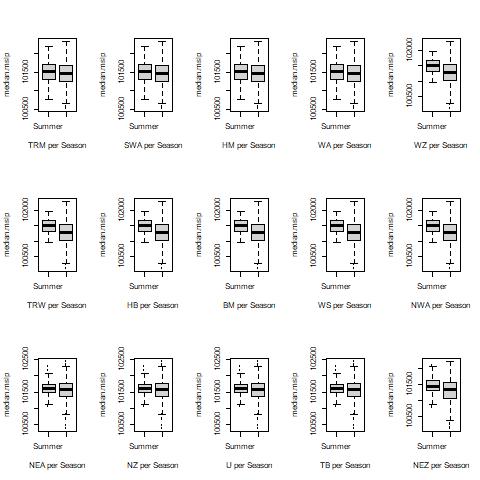 median.mslp 100500 101500 median.mslp 100500 101500 median.mslp 100500 101500 median.mslp 100500 101500 median.mslp 100500 102000
Summer Summer Summer Summer Summer
TRM per Season SWA per Season HM per Season WA per Season WZ per Season
median.mslp 100500 102000 median.mslp 100500 102000 median.mslp 100500 102000 median.mslp 100500 102000 median.mslp 100500 102000
Summer Summer Summer Summer Summer
TRW per Season HB per Season BM per Season WS per Season NWA per Season
median.mslp 100500 101500 102500 median.mslp 100500 101500 102500 median.mslp 100500 101500 102500 median.mslp 100500 101500 102500 median.mslp 100500 101500
Summer Summer Summer Summer Summer
NEA per Season NZ per Season U per Season TB per Season NEZ per Season